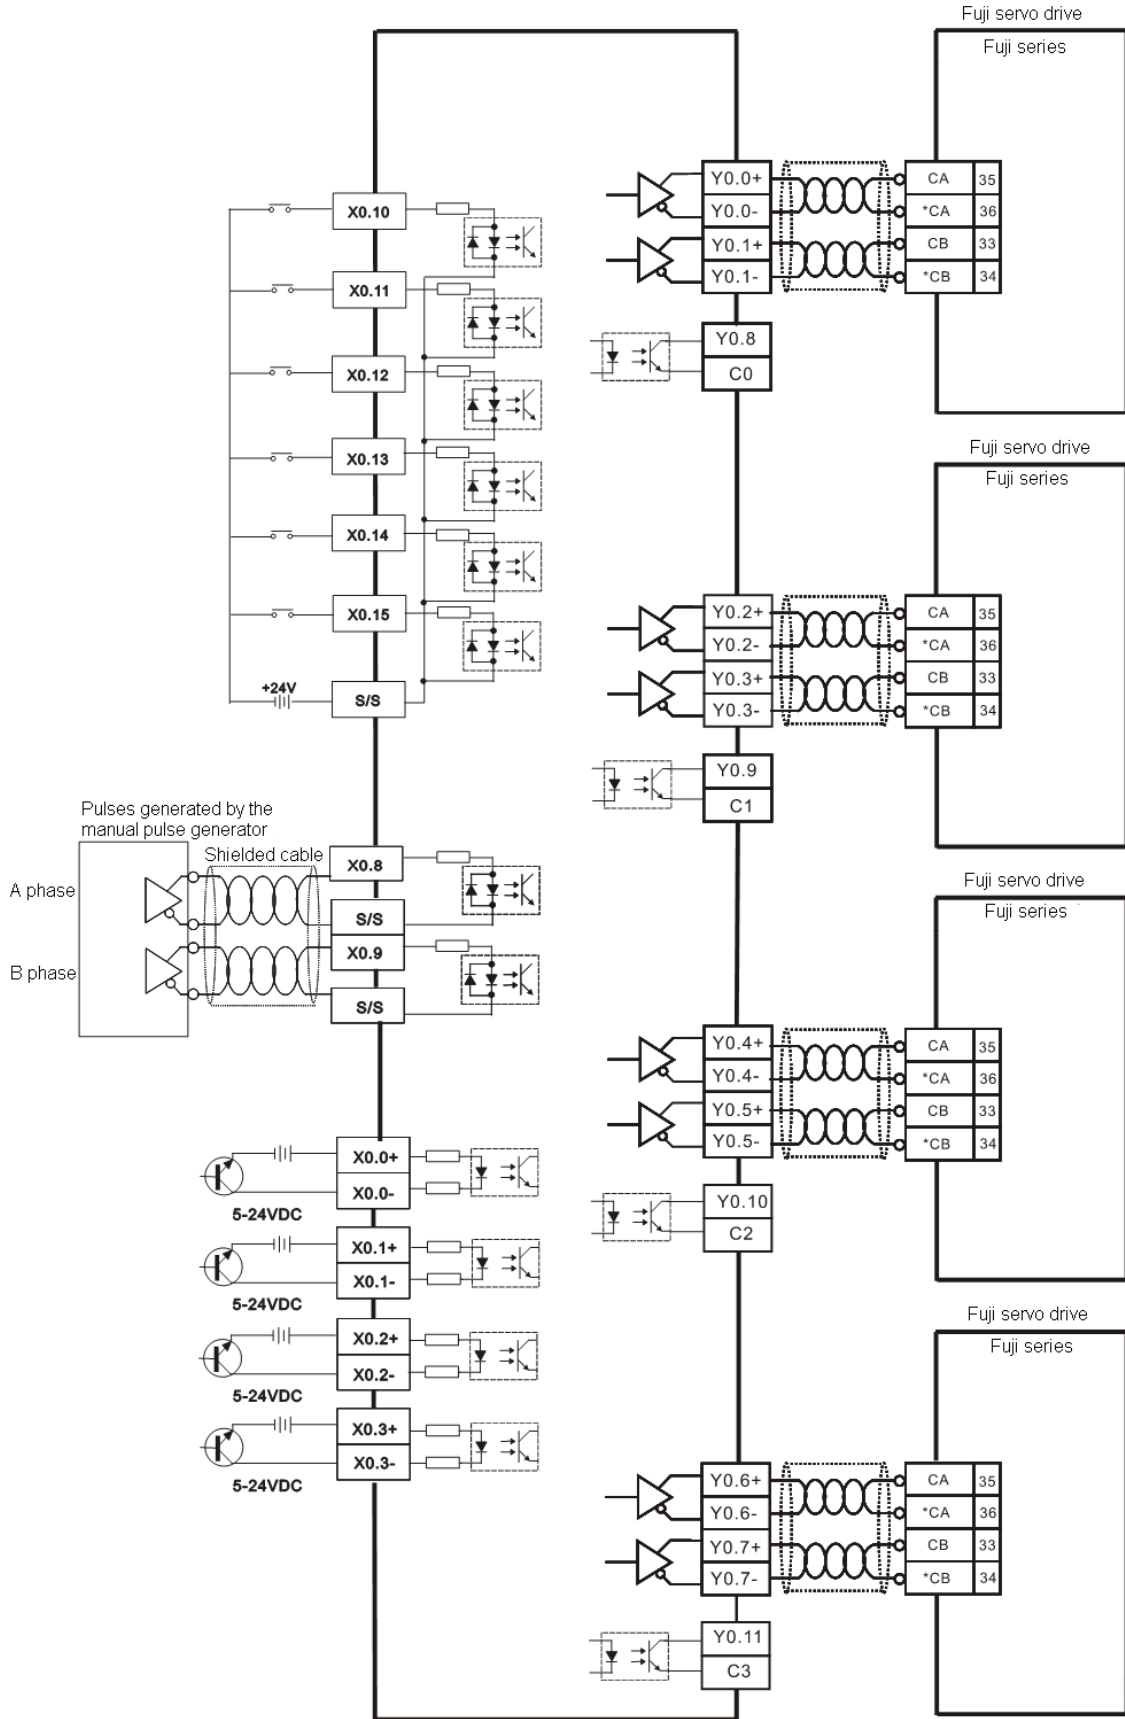 Fuji servo drive
Fuji series
Y0.0+
CA 35
Y0.0-
*CA 36
Y0.1+
CB 33
Y0.1-
*CB 34
Y0.8
C0
X0.10
X0.11
X0.12
X0.13
X0.14
X0.15
+24V
S/S
Fuji servo drive
Fuji series
Y0.2+
CA 35
Y0.2-
*CA 36
Y0.3+
CB 33
Y0.3-
*CB 34
Y0.9
C1
Pulses generated by the
manual pulse generator
Shielded cable
A phase
B phase
X0.8
S/S
X0.9
S/S
Fuji servo drive
Fuji series
Y0.4+
CA 35
Y0.4-
*CA 36
Y0.5+
CB 33
Y0.5-
*CB 34
Y0.10
C2
X0.0+
X0.0-
5-24VDC
X0.1+
X0.1-
5-24VDC
X0.2+
X0.2-
5-24VDC
X0.3+
X0.3-
5-24VDC
Fuji servo drive
Fuji series
Y0.6+
CA 35
Y0.6-
*CA 36
Y0.7+
CB 33
Y0.7-
*CB 34
Y0.11
C3